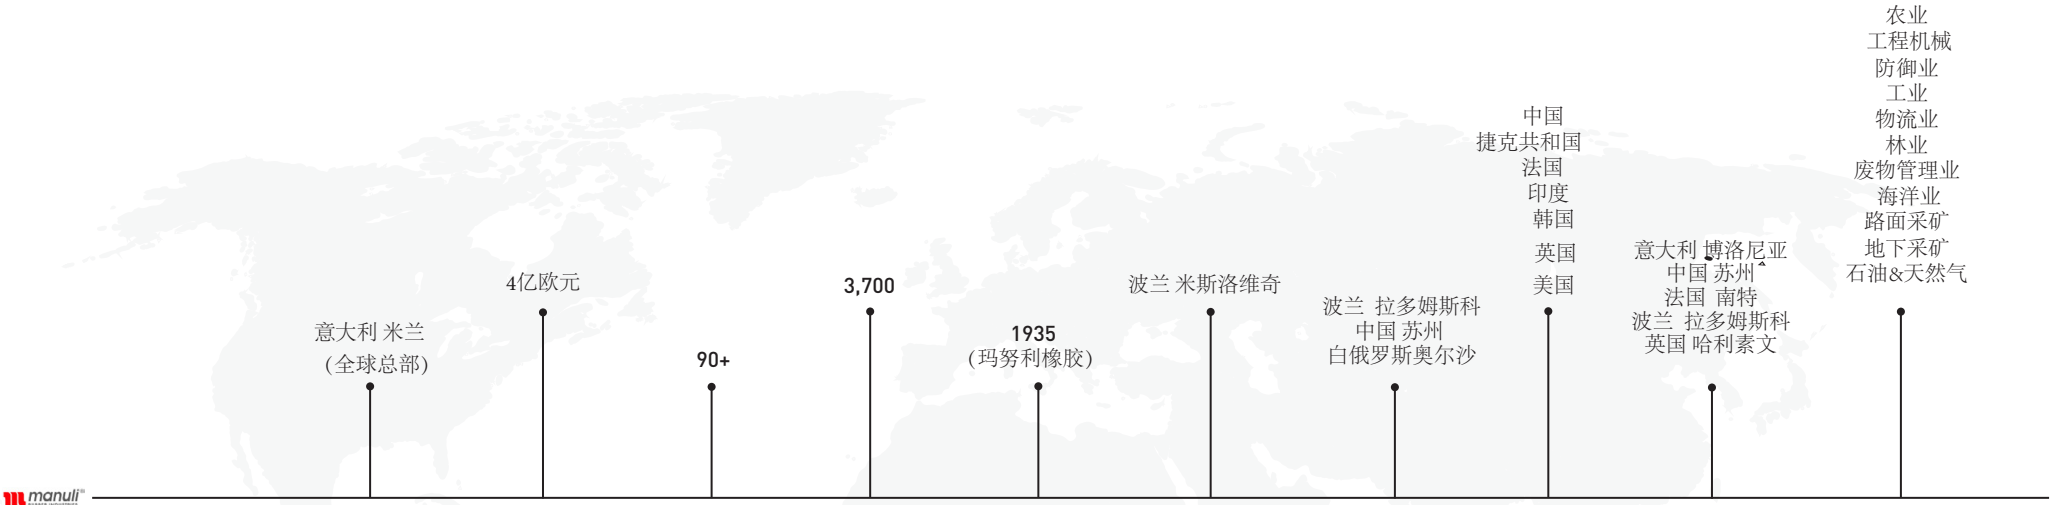 意大利 米兰
（全球总部）
4亿欧元
90+
3,700
1935
（玛努利橡胶）
波兰 米斯洛维奇
波兰 拉多姆斯科
中国 苏州
白俄罗斯奥尔沙
中国
捷克共和国
法国
印度
韩国
英国
美国
意大利 博洛尼亚
中国 苏州
法国 南特
波兰 拉多姆斯科
英国 哈利素文
农业
工程机械
防御业
工业
物流业
林业
废物管理业
海洋业
路面采矿
地下采矿
石油&天然气
manuli